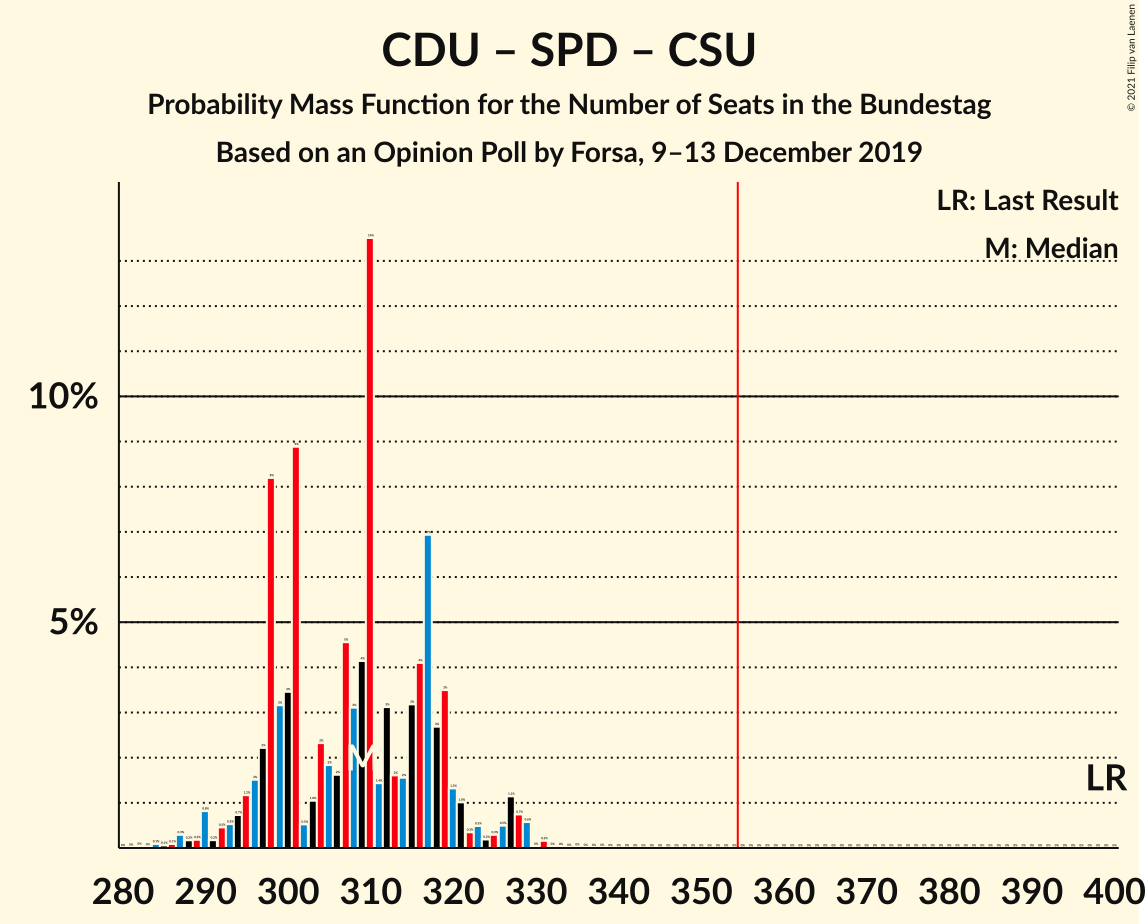 CDU – SPD – CSU
Probability Mass Function for the Number of Seats in the Bundestag
Based on an Opinion Poll by Forsa, 9–13 December 2019
© 2021 Filip van Laenen
LR: Last Result
M: Median
10%
5%
M
LR
280 290 300 310 320 330 340 350 360 370 380 390 400